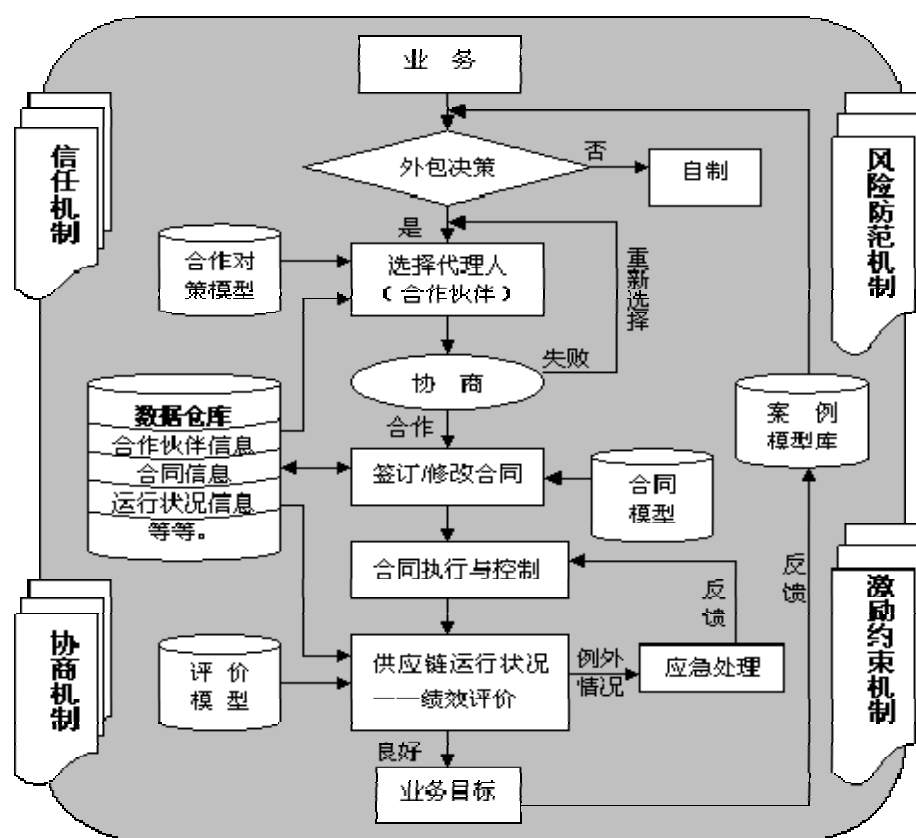 业 务
信任机制
风险防范机制
外包决策
否
自制
是
合作对
策模型
选择代理人
（合作伙伴）
重新选择
失败
协 商
数据仓库
合作伙伴信息
合同信息
运行状况信息
等等。
合作
案 例
模型库
签订/修改合同
合同
模型
合同执行与控制
反馈
反馈
协商机制
激励约束机制
评 价
模 型
供应链运行状况
——绩效评价
例外
情况
应急处理
良好
业务目标